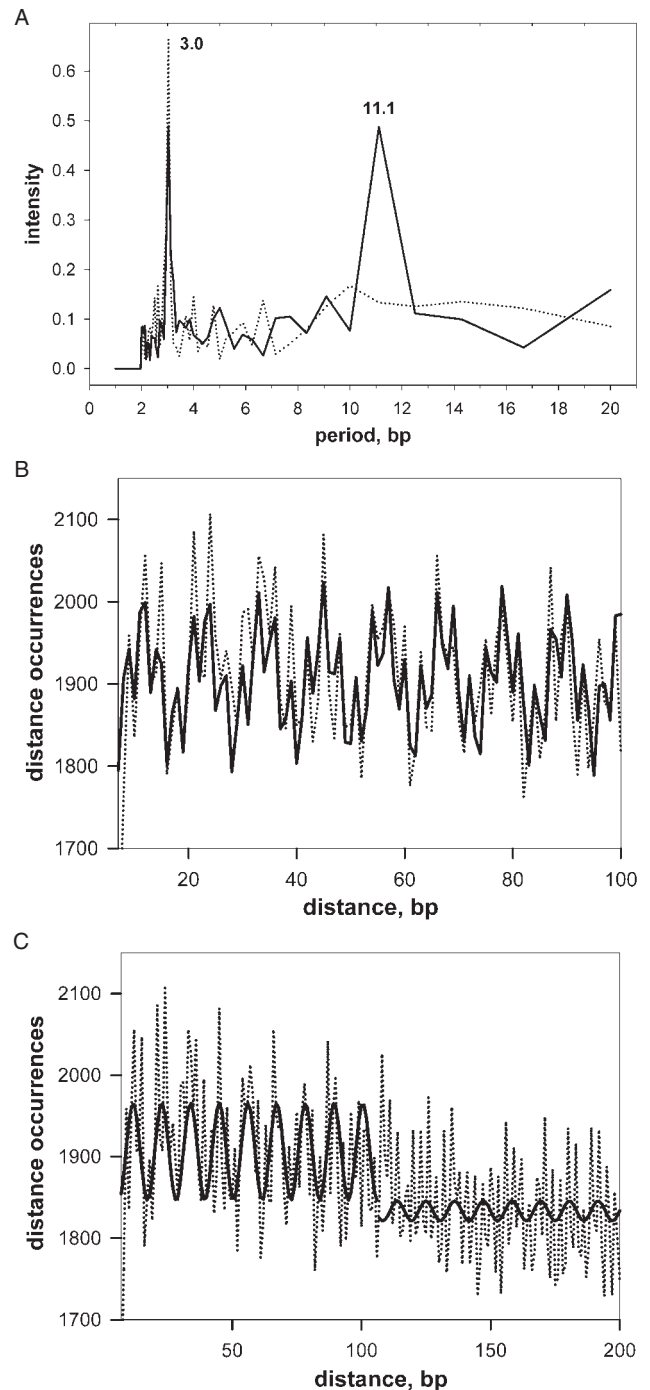 A
3.0
11.1
0.6
0.5
0.4
0.3
0.2
0.1
0.0
intensity
0 2 4 6 8 10 12 14 16 18 20
period, bp
B
2100
2000
1900
1800
1700
distance occurrences
20 40 60 80 100
distance, bp
C
2100
2000
1900
1800
1700
distance occurrences
50 100 150 200
distance, bp